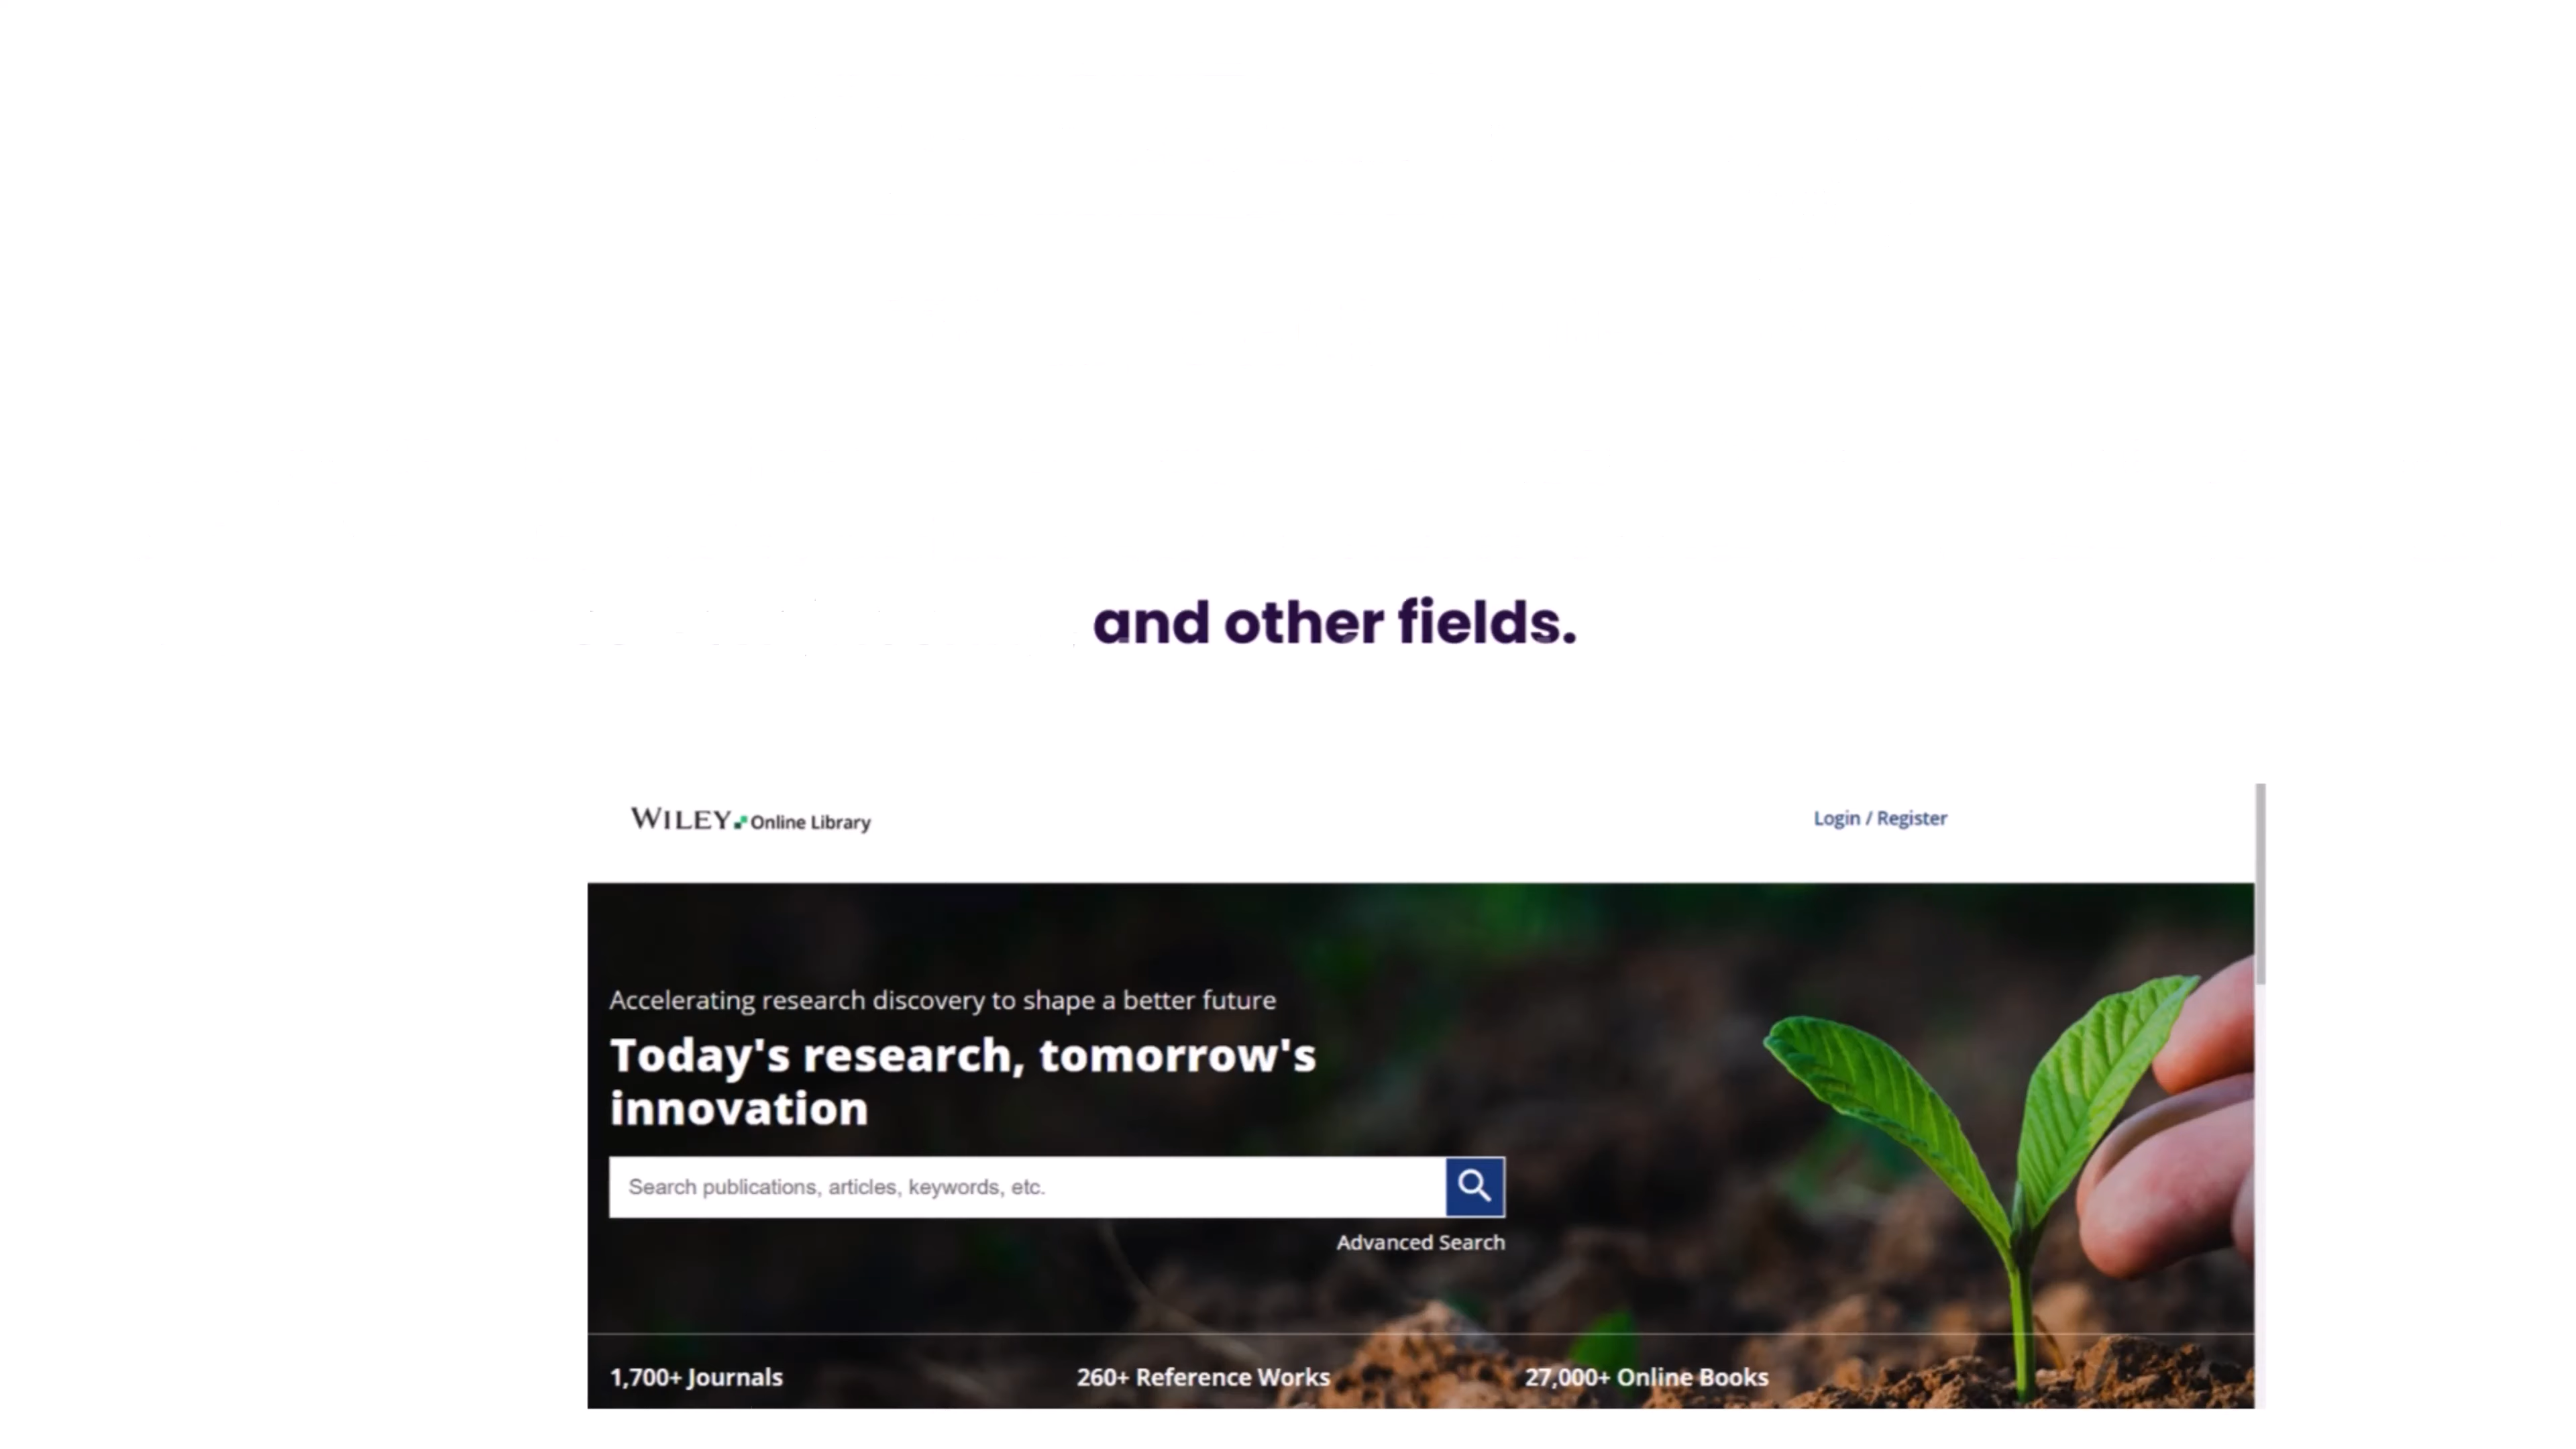 and other fields.
WILEY Online Library
Login / Register
Accelerating research discovery to shape a better future
Today's research, tomorrow's
innovation
Search publications, articles, keywords, etc.
Advanced Search
1,700+ Journals
260+ Reference Works
27,000+ Online Books